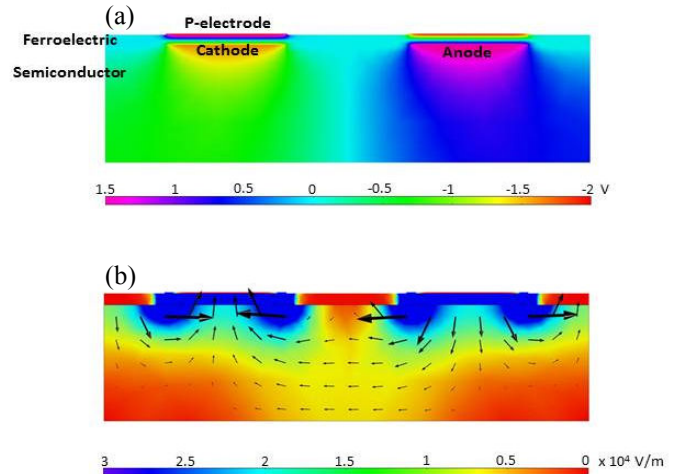 (a)
P-electrode
Ferroelectric
Cathode
Anode
Semiconductor
1.5 1 0.5 0 -0.5 -1 -1.5 -2 V
(b)
3 2.5 2 1.5 1 0.5 0 x 10⁴ V/m